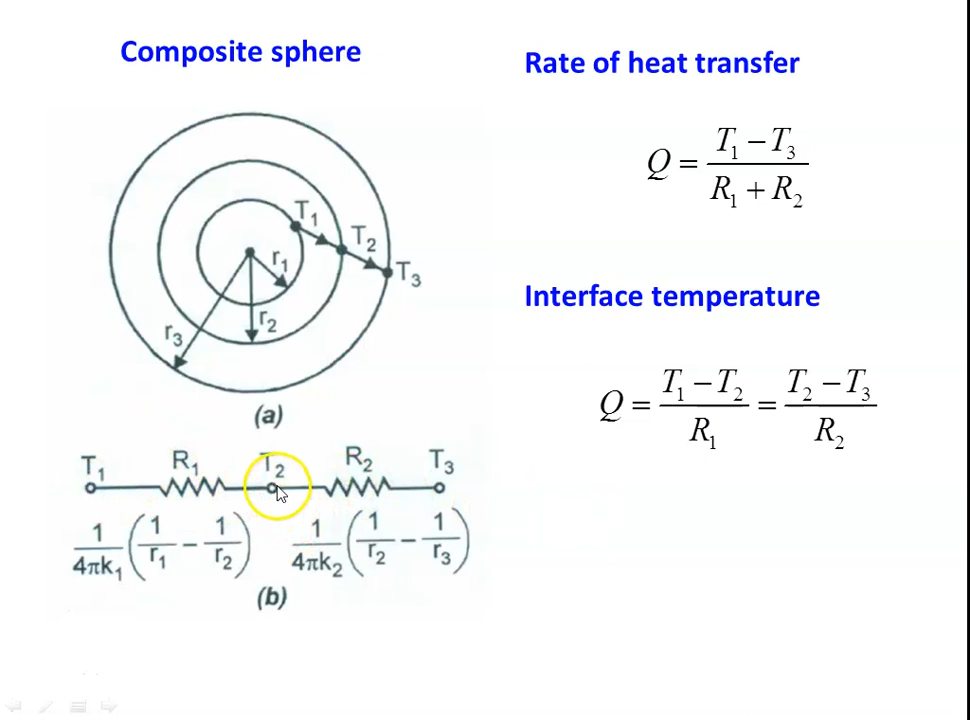 Composite sphere
T₁
T₂
T₃
r₁
r₂
r₃
(a)
T₁ R₁ T₂ R₂ T₃
1/4πk₁ (1/r₁ − 1/r₂) 1/4πk₂ (1/r₂ − 1/r₃)
(b)
Rate of heat transfer
Q = (T₁ − T₃)/(R₁ + R₂)
Interface temperature
Q = (T₁ − T₂)/R₁ = (T₂ − T₃)/R₂